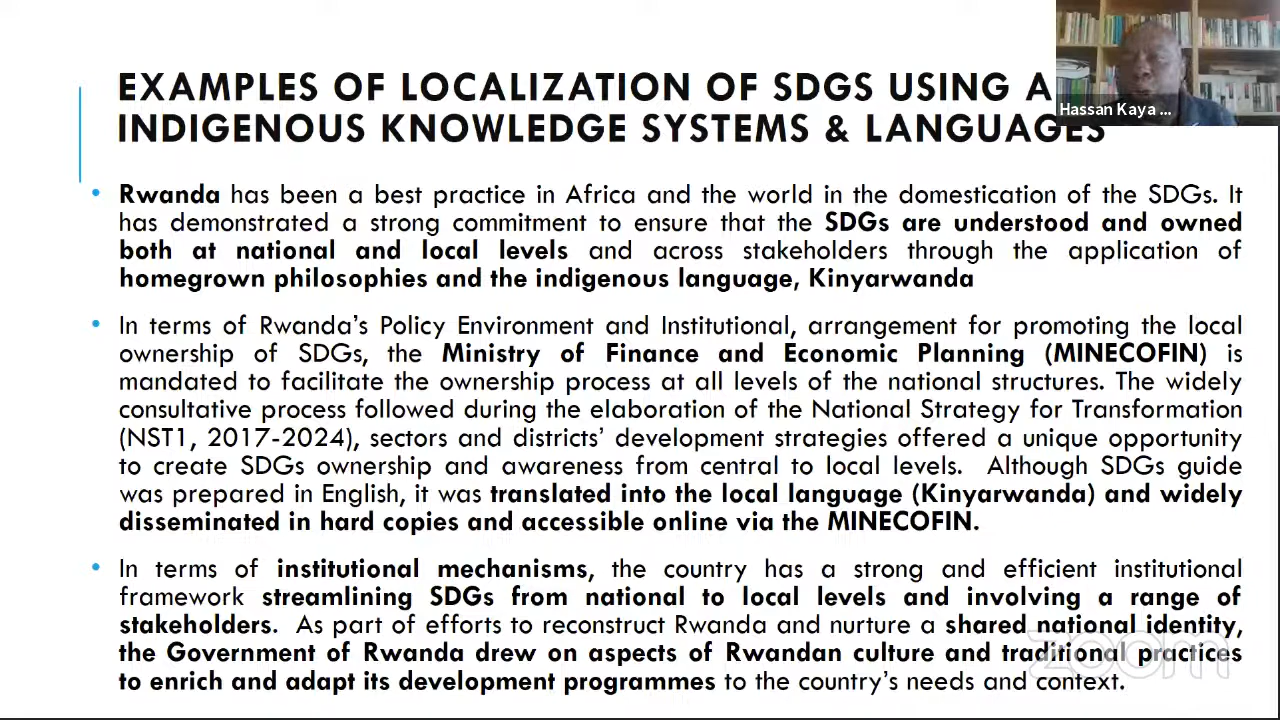 EXAMPLES OF LOCALIZATION OF SDGS USING A
INDIGENOUS KNOWLEDGE SYSTEMS & LANGUAGES
Hassan Kaya ...
• Rwanda has been a best practice in Africa and the world in the domestication of the SDGs. It
has demonstrated a strong commitment to ensure that the SDGs are understood and owned
both at national and local levels and across stakeholders through the application of
homegrown philosophies and the indigenous language, Kinyarwanda
• In terms of Rwanda's Policy Environment and Institutional, arrangement for promoting the local
ownership of SDGs, the Ministry of Finance and Economic Planning (MINECOFIN) is
mandated to facilitate the ownership process at all levels of the national structures. The widely
consultative process followed during the elaboration of the National Strategy for Transformation
(NST1, 2017-2024), sectors and districts' development strategies offered a unique opportunity
to create SDGs ownership and awareness from central to local levels. Although SDGs guide
was prepared in English, it was translated into the local language (Kinyarwanda) and widely
disseminated in hard copies and accessible online via the MINECOFIN.
• In terms of institutional mechanisms, the country has a strong and efficient institutional
framework streamlining SDGs from national to local levels and involving a range of
stakeholders. As part of efforts to reconstruct Rwanda and nurture a shared national identity,
the Government of Rwanda drew on aspects of Rwandan culture and traditional practices
to enrich and adapt its development programmes to the country's needs and context.
zoom